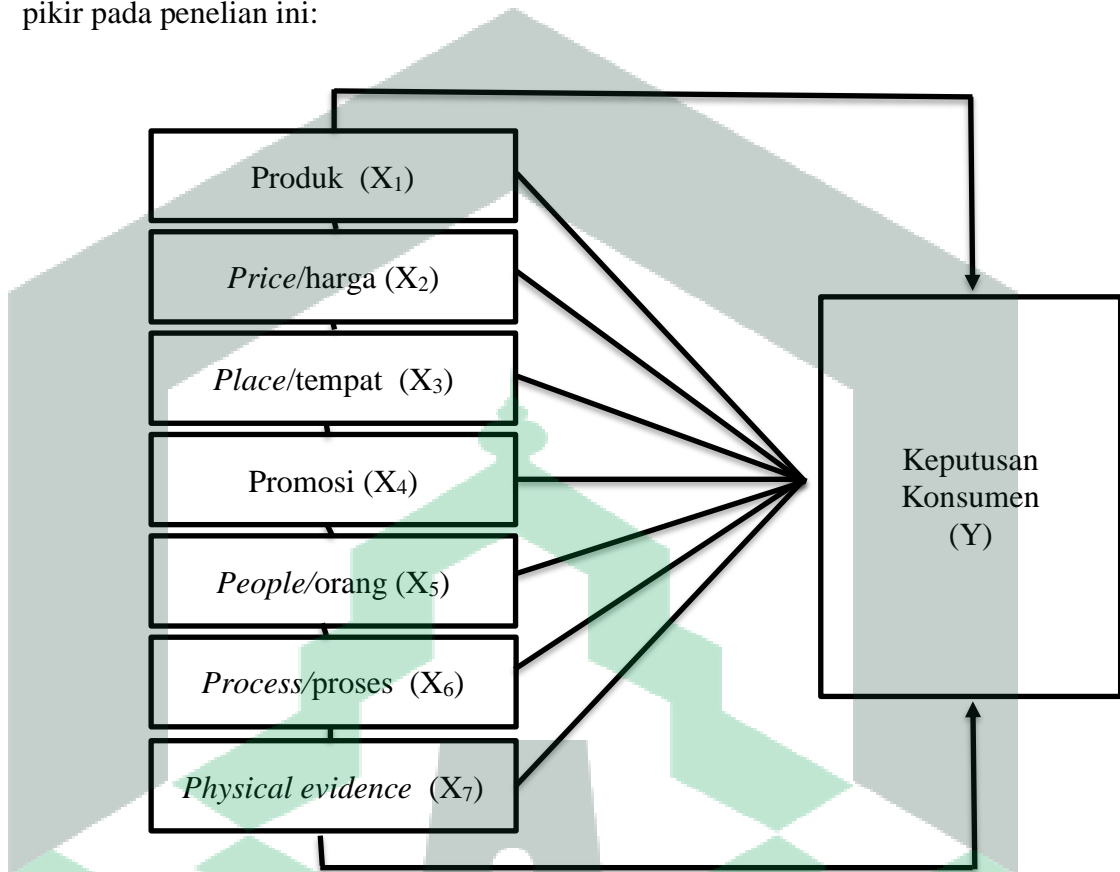 pikir pada penelian ini:
Produk (X₁)
Price/harga (X₂)
Place/tempat (X₃)
Promosi (X₄)
People/orang (X₅)
Process/proses (X₆)
Physical evidence (X₇)
Keputusan
Konsumen
(Y)